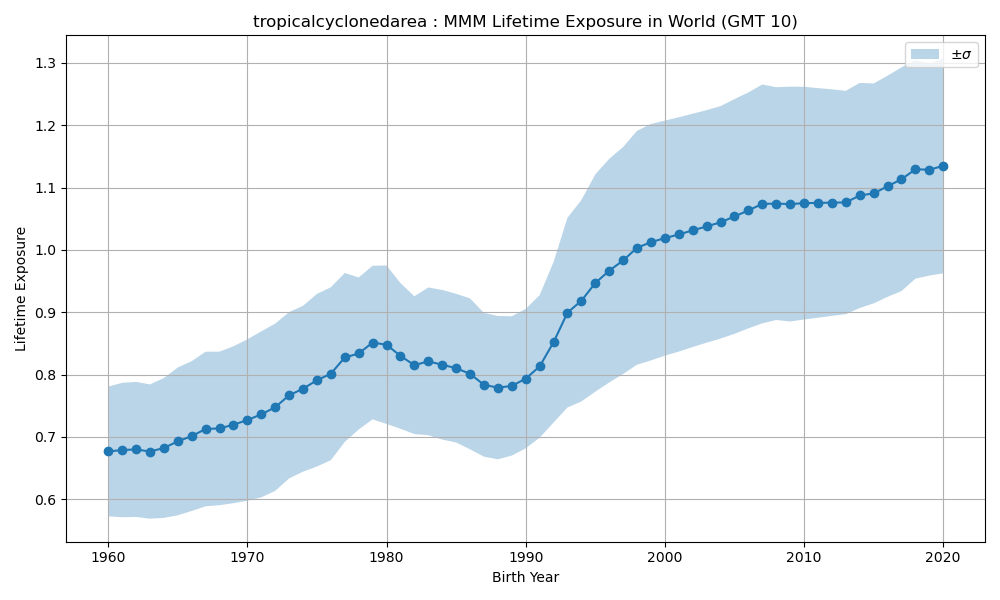 tropicalcyclonedarea : MMM Lifetime Exposure in World (GMT 10)
±σ
Lifetime Exposure
1.3
1.2
1.1
1.0
0.9
0.8
0.7
0.6
1960 1970 1980 1990 2000 2010 2020
Birth Year